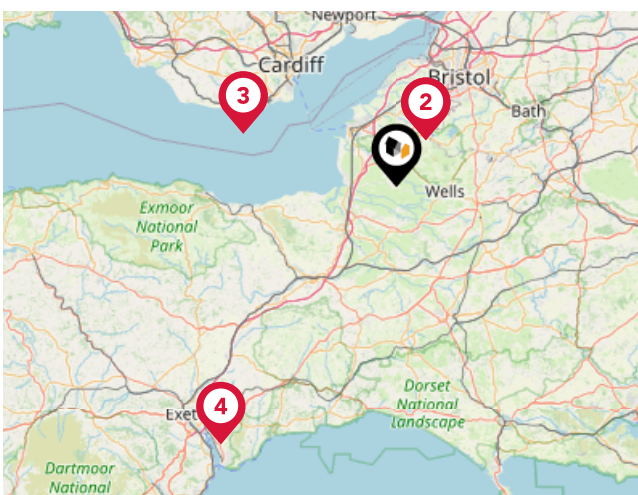 Newport
Cardiff
Bristol
3
2
Bath
Wells
Exmoor
National
Park
4
Exet
Dorset
National
Landscape
Dartmoor
National